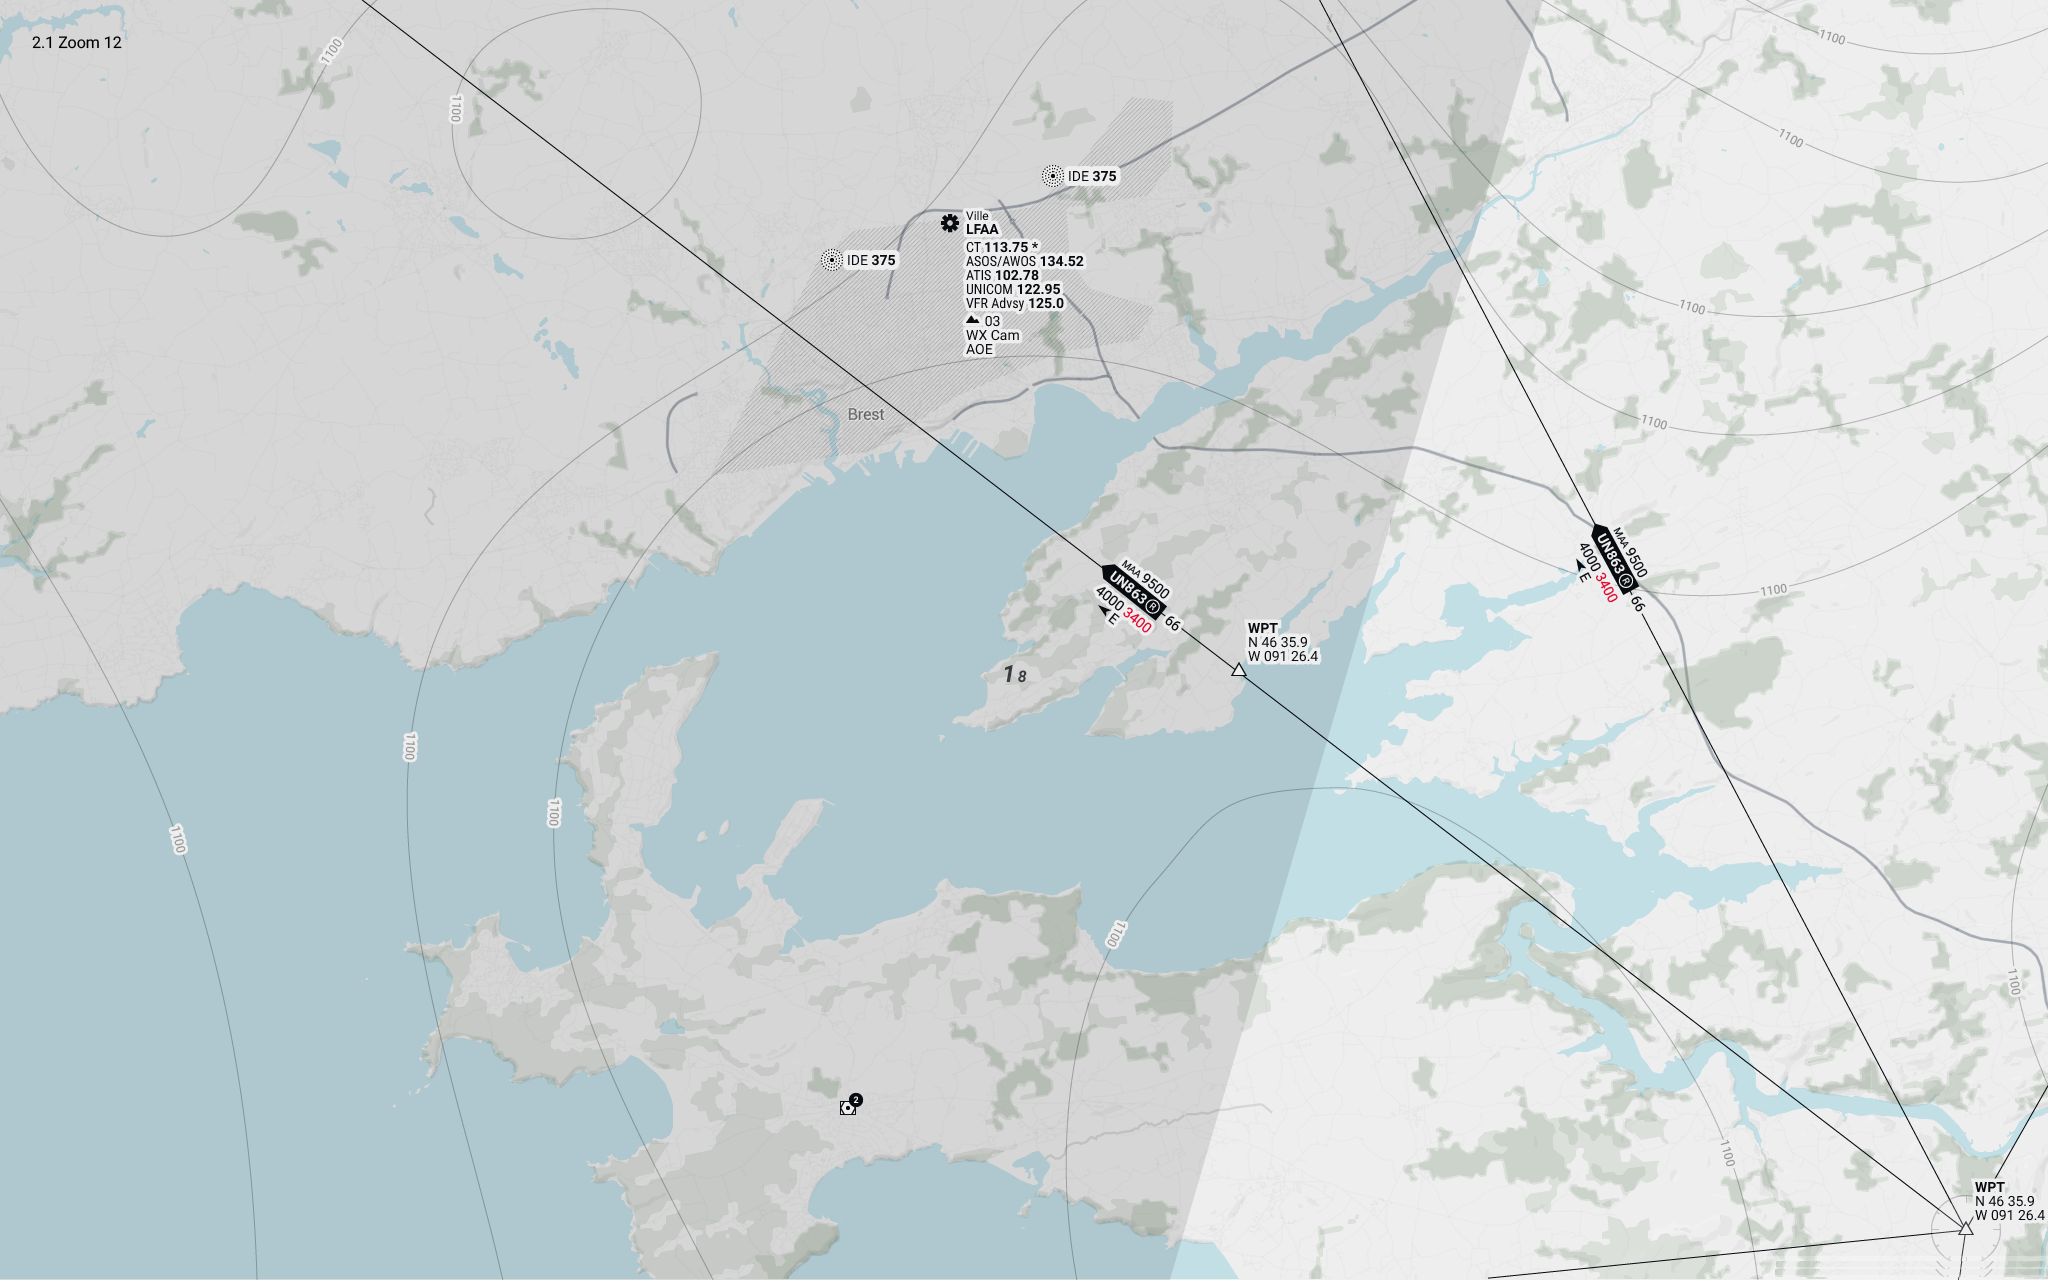 2.1 Zoom 12
1100
1100
1100
1100
IDE 375
Ville
LFAA
IDE 375
CT 113.75 *
ASOS/AWOS 134.52
ATIS 102.78
UNICOM 122.95
VFR Advsy 125.0
03
WX Cam
AOE
1100
Brest
1100
MAA 9500
UN863 R
66
4000 3400
E
MAA 9500
UN863 R
66
4000 3400
E
1100
WPT
N 46 35.9
W 091 26.4
1 8
1100
1100
1100
1100
1100
2
1100
WPT
N 46 35.9
W 091 26.4